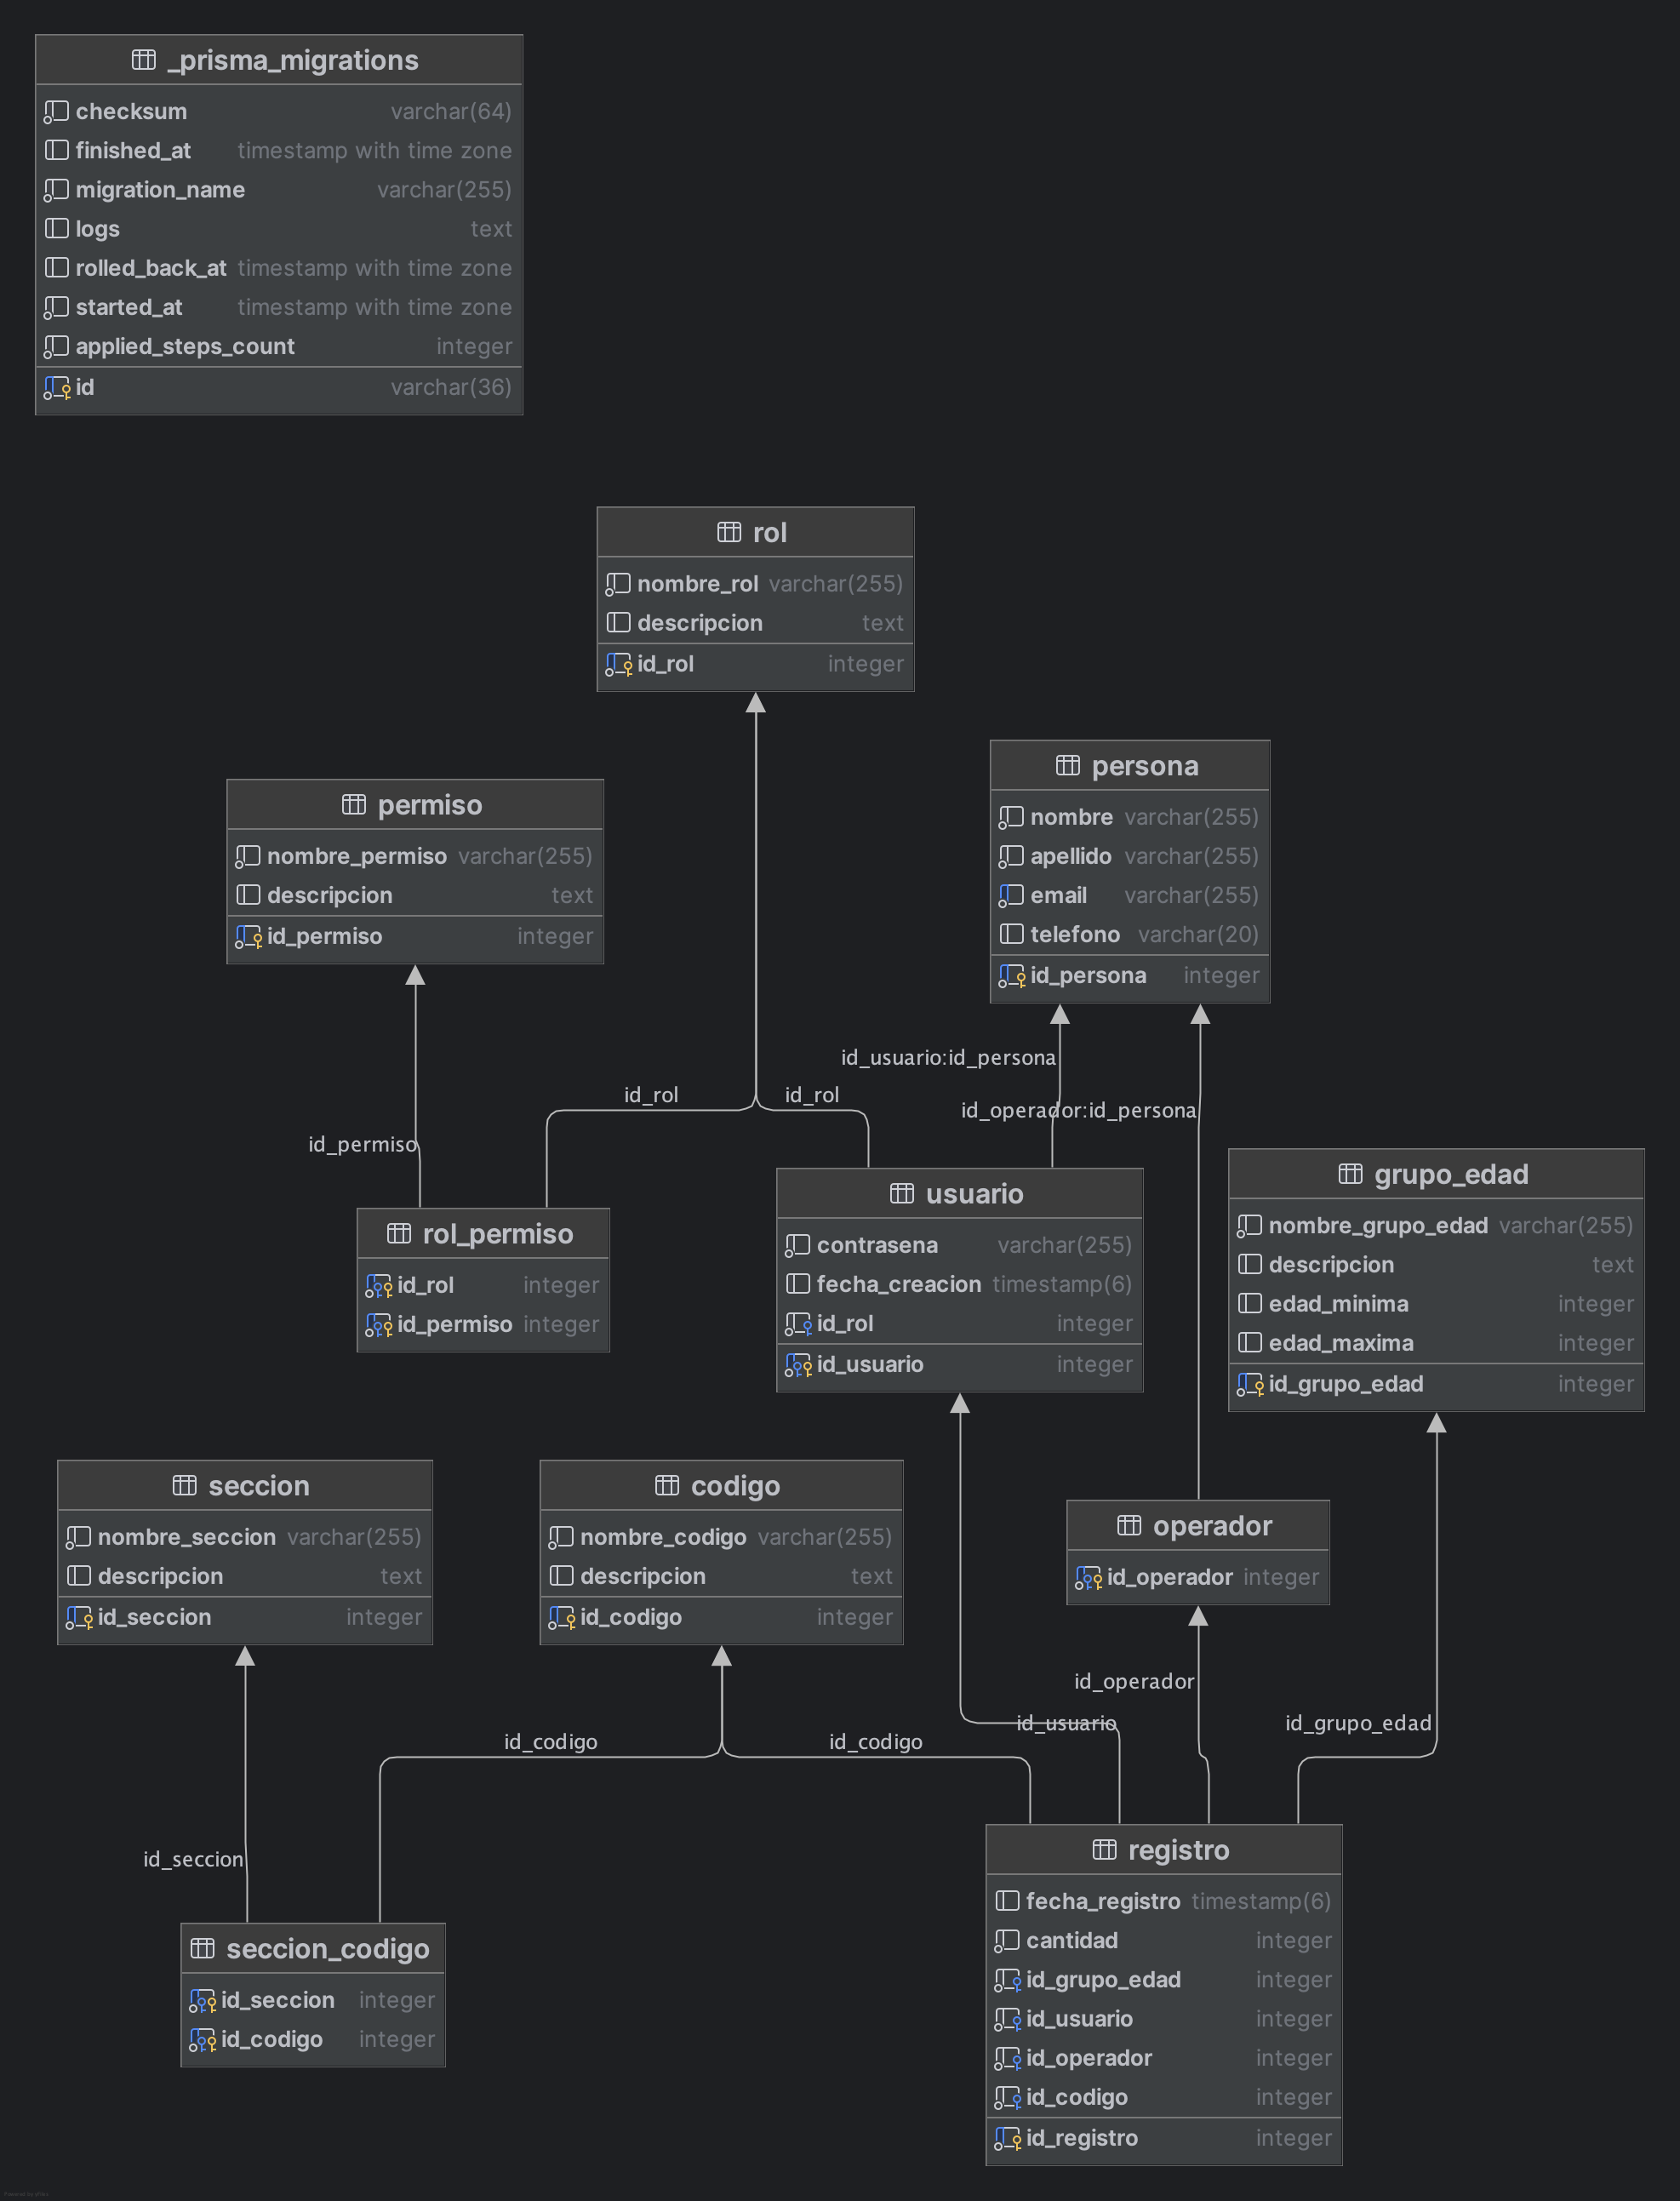 _prisma_migrations
checksum varchar(64)
finished_at timestamp with time zone
migration_name varchar(255)
logs text
rolled_back_at timestamp with time zone
started_at timestamp with time zone
applied_steps_count integer
id varchar(36)
rol
nombre_rol varchar(255)
descripcion text
id_rol integer
persona
nombre varchar(255)
apellido varchar(255)
email varchar(255)
telefono varchar(20)
id_persona integer
permiso
nombre_permiso varchar(255)
descripcion text
id_permiso integer
id_usuario:id_persona
id_rol
id_rol
id_operador:id_persona
id_permiso
rol_permiso
id_rol integer
id_permiso integer
usuario
contrasena varchar(255)
fecha_creacion timestamp(6)
id_rol integer
id_usuario integer
grupo_edad
nombre_grupo_edad varchar(255)
descripcion text
edad_minima integer
edad_maxima integer
id_grupo_edad integer
seccion
nombre_seccion varchar(255)
descripcion text
id_seccion integer
codigo
nombre_codigo varchar(255)
descripcion text
id_codigo integer
operador
id_operador integer
id_operador
id_usuario
id_grupo_edad
id_codigo
id_codigo
id_seccion
registro
fecha_registro timestamp(6)
cantidad integer
id_grupo_edad integer
id_usuario integer
id_operador integer
id_codigo integer
id_registro integer
seccion_codigo
id_seccion integer
id_codigo integer